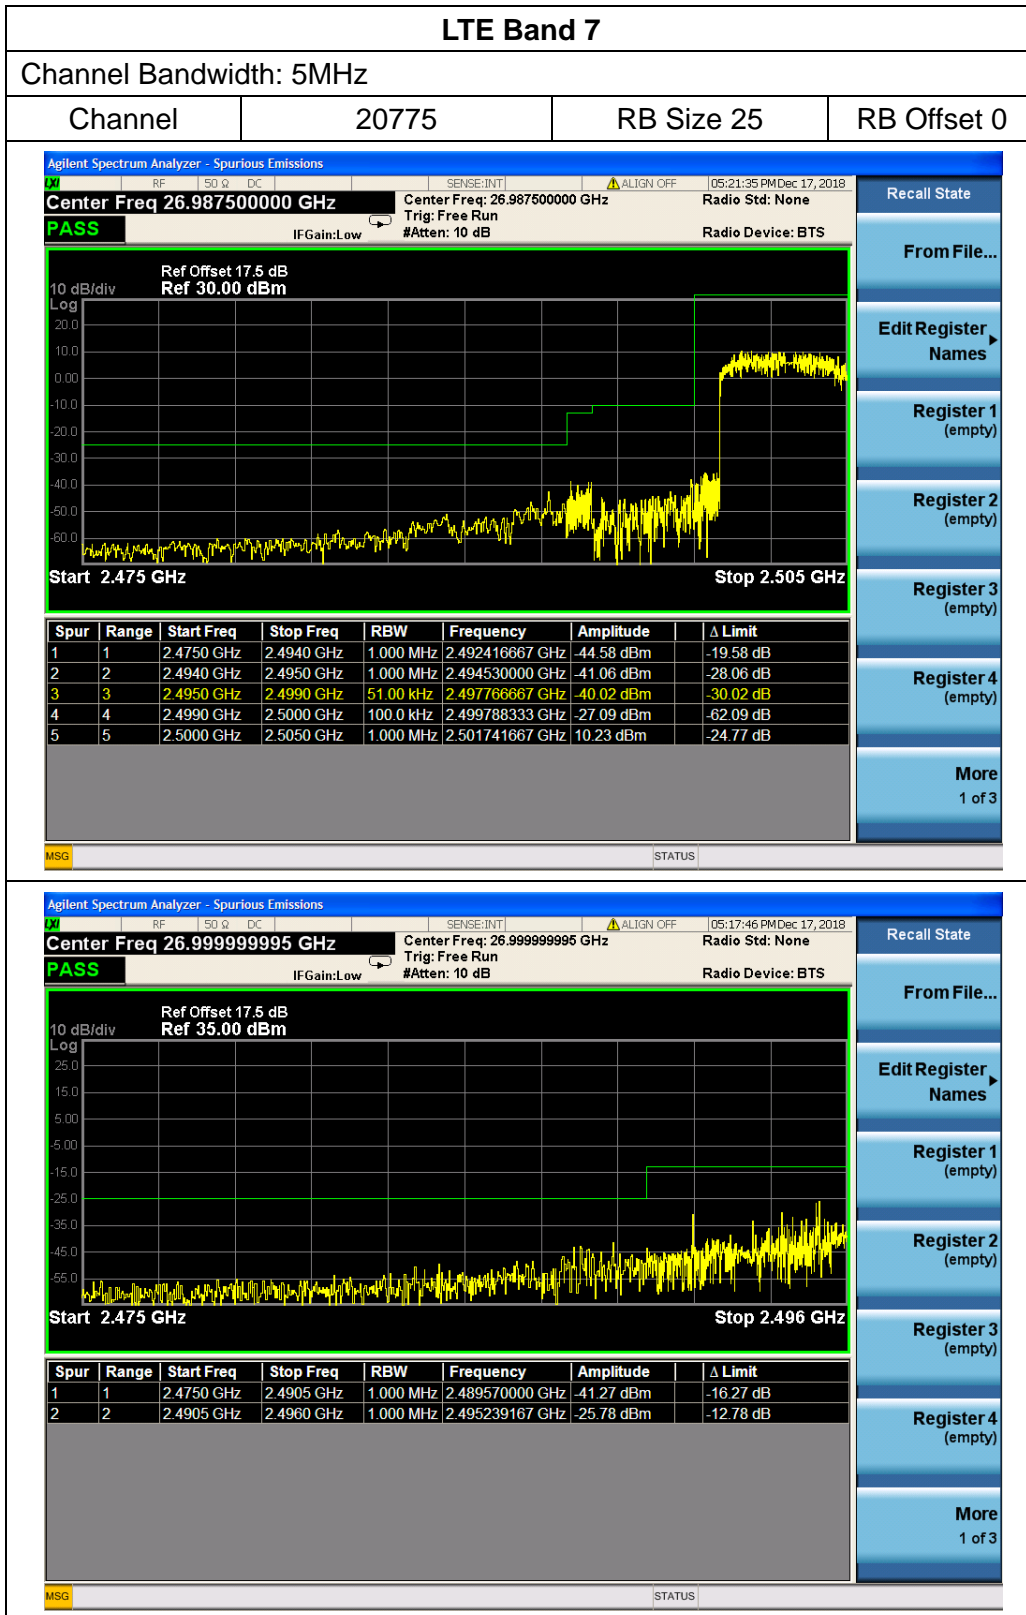 LTE Band 7
Channel Bandwidth: 5MHz
Channel 20775 RB Size 25 RB Offset 0
Agilent Spectrum Analyzer - Spurious Emissions
LXI RF 50 Ω DC SENSE:INT ALIGN OFF 05:21:35 PM Dec 17, 2018
Center Freq 26.987500000 GHz Center Freq: 26.987500000 GHz Radio Std: None
Trig: Free Run
PASS IFGain:Low #Atten: 10 dB Radio Device: BTS
Ref Offset 17.5 dB
10 dB/div Ref 30.00 dBm
Log
20.0
10.0
0.00
-10.0
-20.0
-30.0
-40.0
-50.0
-60.0
Start 2.475 GHz Stop 2.505 GHz
Spur Range Start Freq Stop Freq RBW Frequency Amplitude Δ Limit
1 1 2.4750 GHz 2.4940 GHz 1.000 MHz 2.492416667 GHz -44.58 dBm -19.58 dB
2 2 2.4940 GHz 2.4950 GHz 1.000 MHz 2.494530000 GHz -41.06 dBm -28.06 dB
3 3 2.4950 GHz 2.4990 GHz 51.00 kHz 2.497766667 GHz -40.02 dBm -30.02 dB
4 4 2.4990 GHz 2.5000 GHz 100.0 kHz 2.499788333 GHz -27.09 dBm -62.09 dB
5 5 2.5000 GHz 2.5050 GHz 1.000 MHz 2.501741667 GHz 10.23 dBm -24.77 dB
MSG STATUS
Recall State
From File...
Edit Register
Names
Register 1
(empty)
Register 2
(empty)
Register 3
(empty)
Register 4
(empty)
More
1 of 3
Agilent Spectrum Analyzer - Spurious Emissions
LXI RF 50 Ω DC SENSE:INT ALIGN OFF 05:17:46 PM Dec 17, 2018
Center Freq 26.999999995 GHz Center Freq: 26.999999995 GHz Radio Std: None
Trig: Free Run
PASS IFGain:Low #Atten: 10 dB Radio Device: BTS
Ref Offset 17.5 dB
10 dB/div Ref 35.00 dBm
Log
25.0
15.0
5.00
-5.00
-15.0
-25.0
-35.0
-45.0
-55.0
Start 2.475 GHz Stop 2.496 GHz
Spur Range Start Freq Stop Freq RBW Frequency Amplitude Δ Limit
1 1 2.4750 GHz 2.4905 GHz 1.000 MHz 2.489570000 GHz -41.27 dBm -16.27 dB
2 2 2.4905 GHz 2.4960 GHz 1.000 MHz 2.495239167 GHz -25.78 dBm -12.78 dB
MSG STATUS
Recall State
From File...
Edit Register
Names
Register 1
(empty)
Register 2
(empty)
Register 3
(empty)
Register 4
(empty)
More
1 of 3